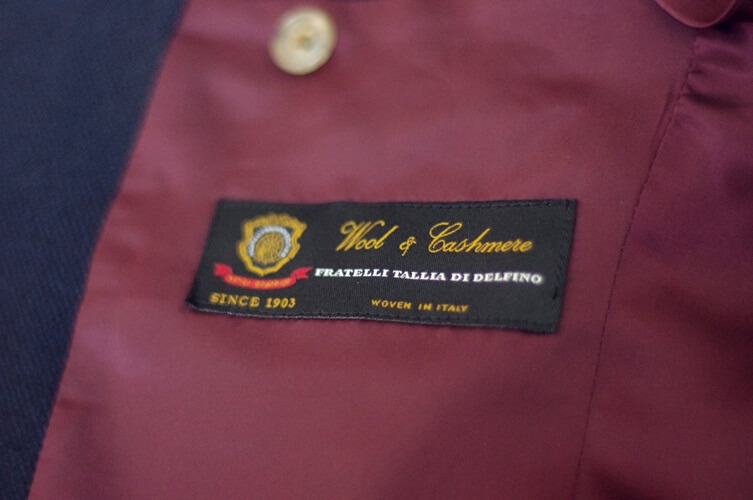 Wool & Cashmere
FRATELLI TALLIA DI DELFINO
SINCE 1903
WOVEN IN ITALY